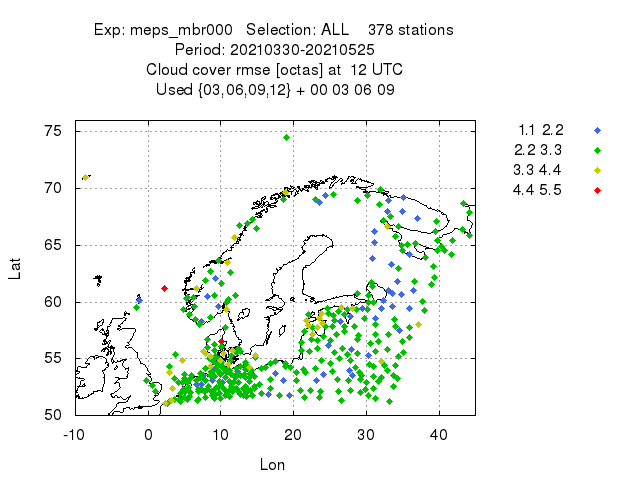 Exp: meps_mbr000   Selection: ALL    378 stations
Period: 20210330-20210525
Cloud cover rmse [octas] at  12 UTC
Used {03,06,09,12} + 00 03 06 09
75
70
65
60
55
50
Lat
-10 0 10 20 30 40
Lon
1.1 2.2
2.2 3.3
3.3 4.4
4.4 5.5